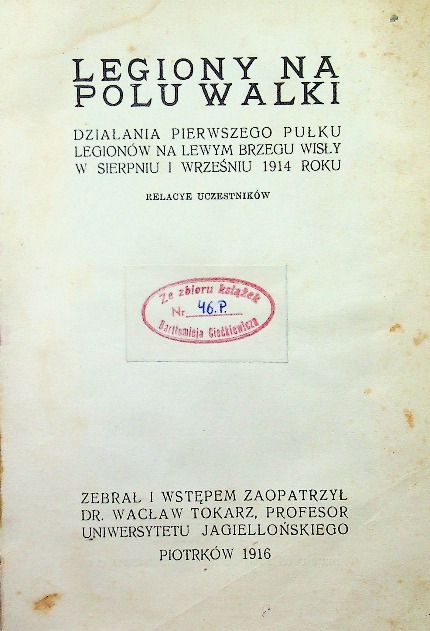 LEGIONY NA
POLU WALKI
DZIAŁANIA PIERWSZEGO PUŁKU
LEGIONÓW NA LEWYM BRZEGU WISŁY
W SIERPNIU I WRZEŚNIU 1914 ROKU
RELACYE UCZESTNIKÓW
Ze zbioru książek
Nr 46.P.
Bartłomieja
ZEBRAŁ I WSTĘPEM ZAOPATRZYŁ
DR. WACŁAW TOKARZ, PROFESOR
UNIWERSYTETU JAGIELLOŃSKIEGO
PIOTRKÓW 1916